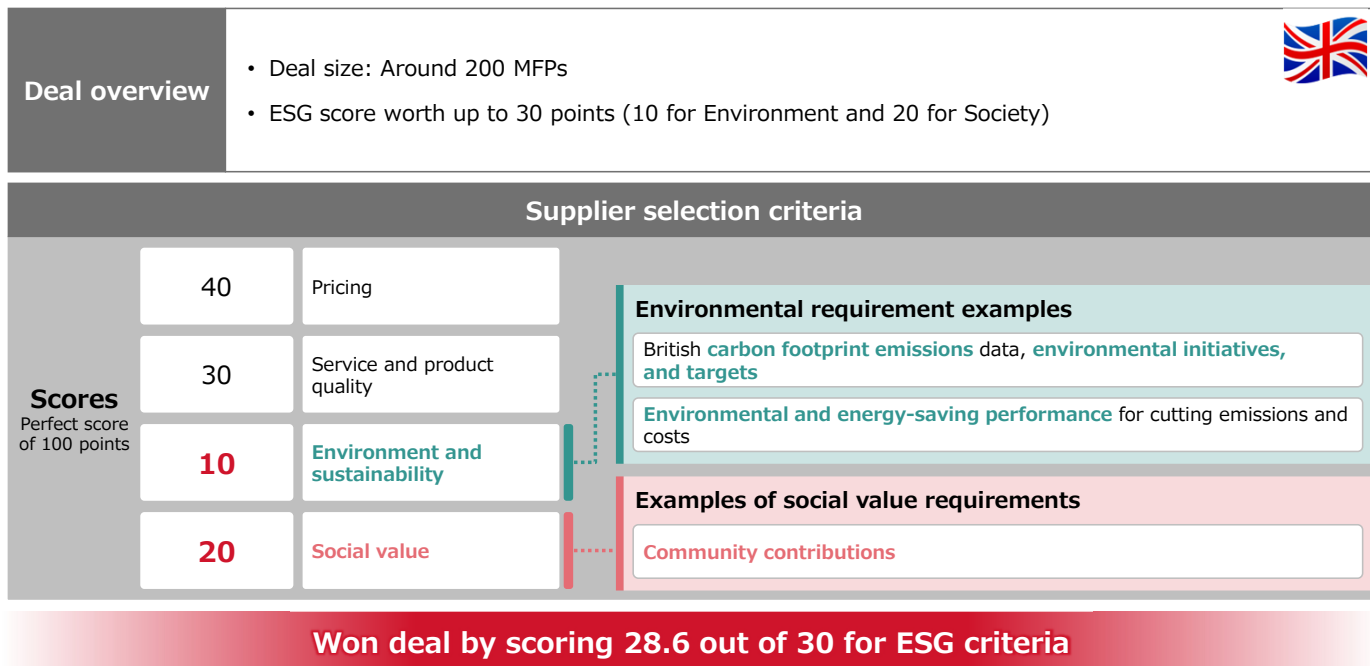 Deal overview
• Deal size: Around 200 MFPs
• ESG score worth up to 30 points (10 for Environment and 20 for Society)
Supplier selection criteria
Scores
Perfect score
of 100 points
40
Pricing
30
Service and product
quality
10
Environment and
sustainability
20
Social value
Environmental requirement examples
British carbon footprint emissions data, environmental initiatives,
and targets
Environmental and energy-saving performance for cutting emissions and
costs
Examples of social value requirements
Community contributions
Won deal by scoring 28.6 out of 30 for ESG criteria